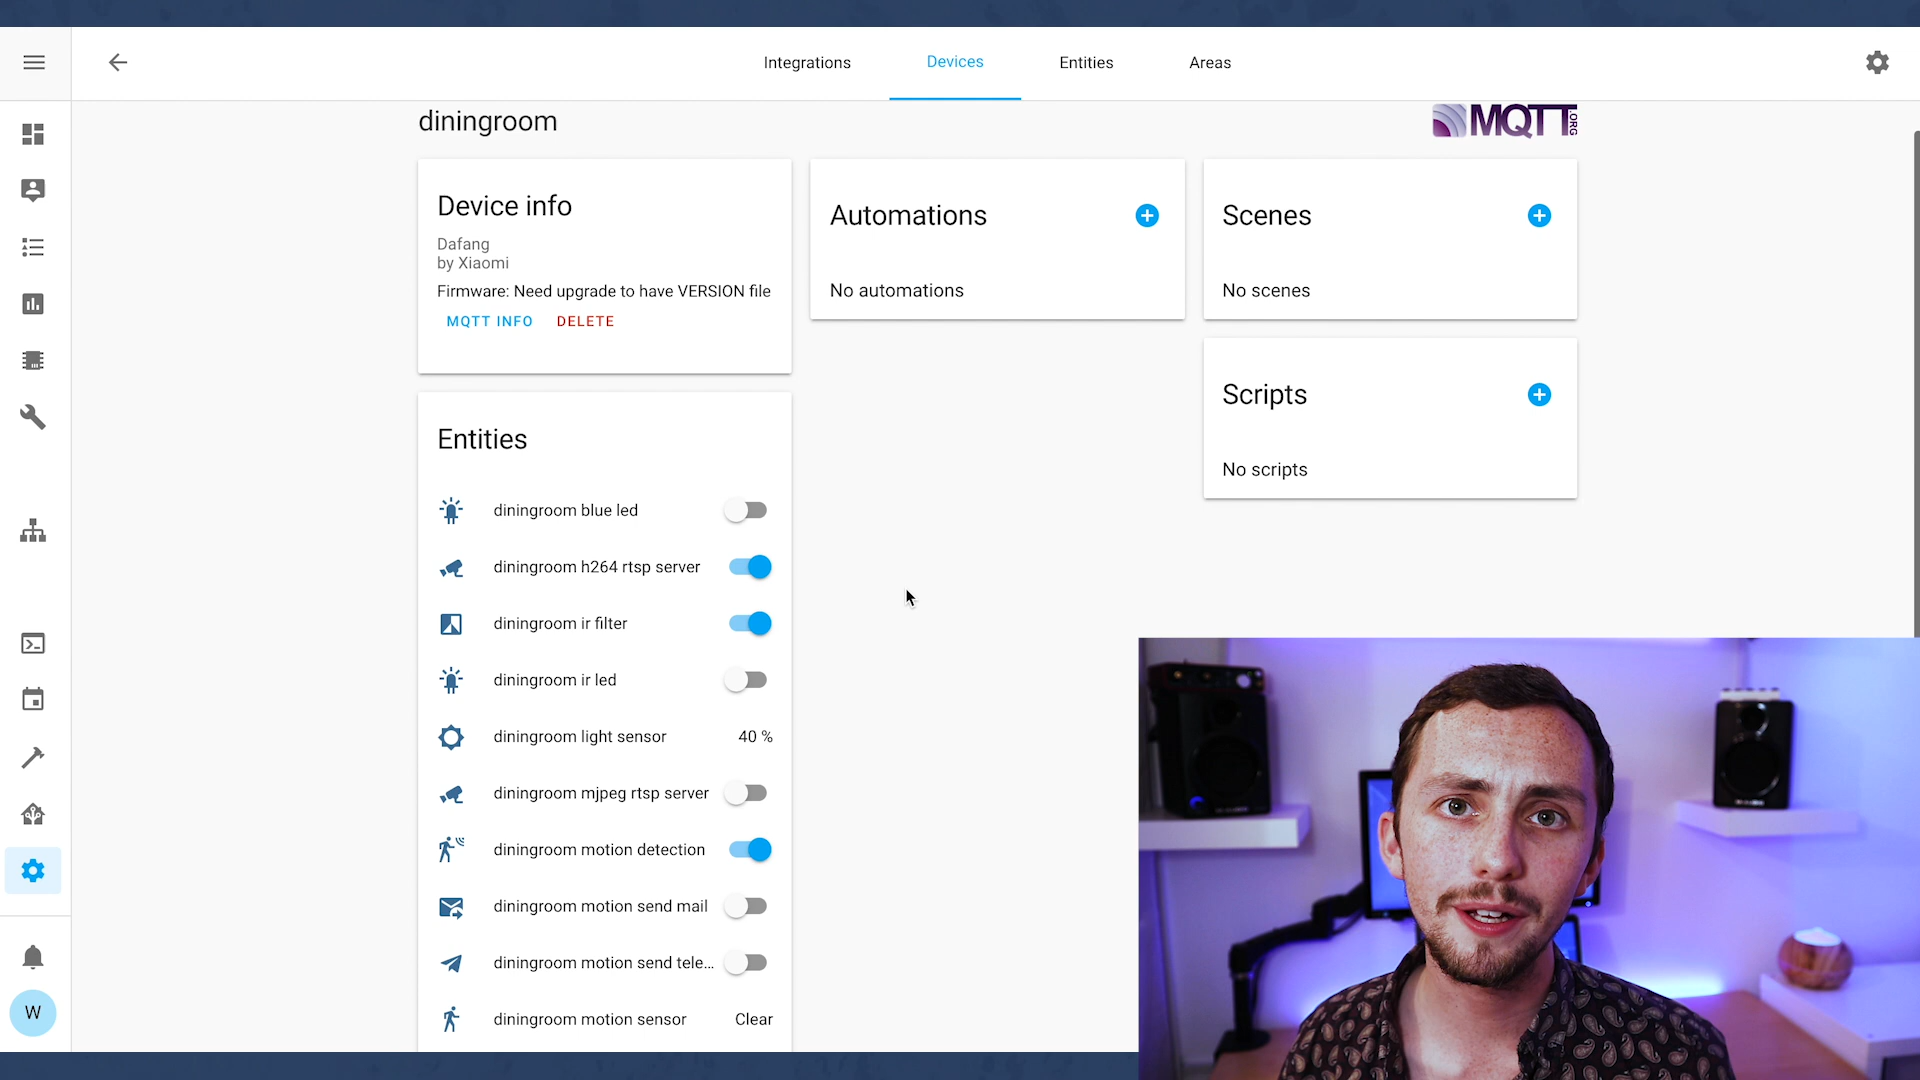 Integrations
Devices
Entities
Areas
diningroom
MQTT.ORG
Device info
Dafang
by Xiaomi
Firmware: Need upgrade to have VERSION file
MQTT INFO
DELETE
Automations
No automations
Scenes
No scenes
Scripts
No scripts
Entities
diningroom blue led
diningroom h264 rtsp server
diningroom ir filter
diningroom ir led
diningroom light sensor 40 %
diningroom mjpeg rtsp server
diningroom motion detection
diningroom motion send mail
diningroom motion send tele...
diningroom motion sensor Clear
W